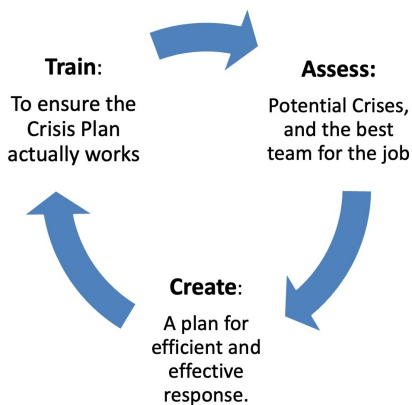 Train:
To ensure the
Crisis Plan
actually works
Assess:
Potential Crises,
and the best
team for the job
Create:
A plan for
efficient and
effective
response.